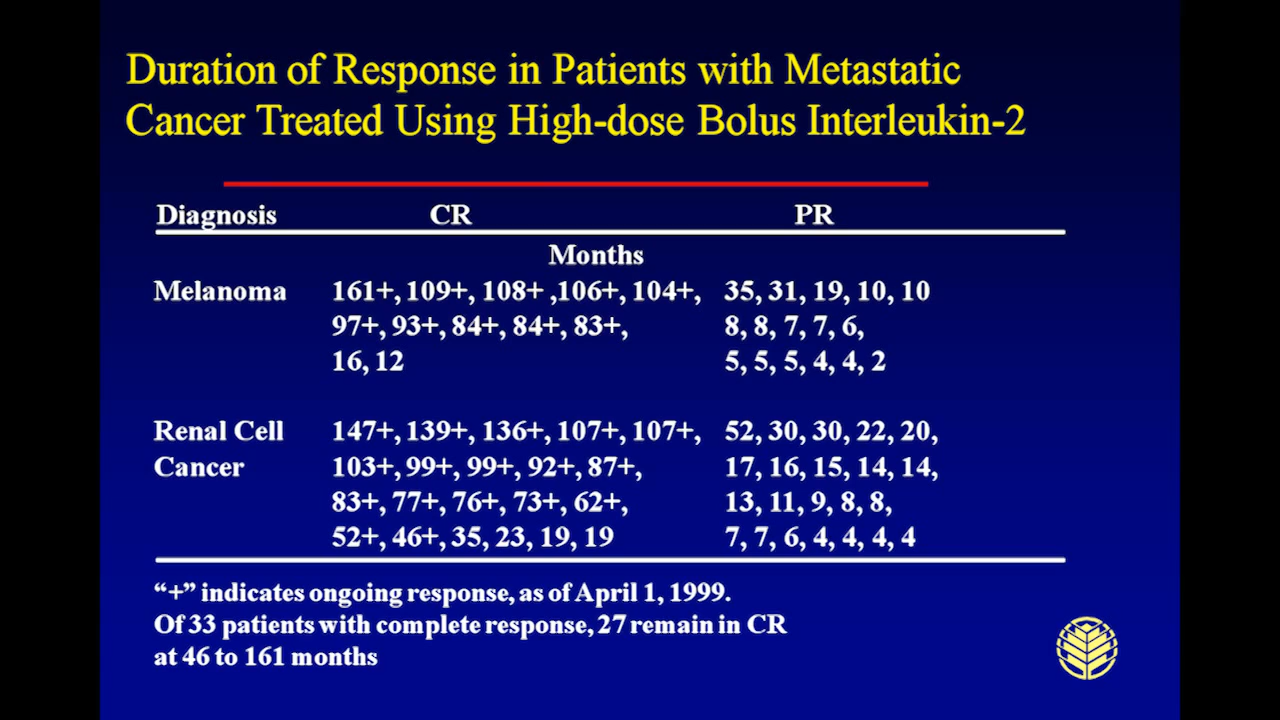 Duration of Response in Patients with Metastatic
Cancer Treated Using High-dose Bolus Interleukin-2
Diagnosis CR PR
Months
Melanoma 161+, 109+, 108+ ,106+, 104+, 35, 31, 19, 10, 10
97+, 93+, 84+, 84+, 83+, 8, 8, 7, 7, 6,
16, 12 5, 5, 5, 4, 4, 2
Renal Cell 147+, 139+, 136+, 107+, 107+, 52, 30, 30, 22, 20,
Cancer 103+, 99+, 99+, 92+, 87+, 17, 16, 15, 14, 14,
83+, 77+, 76+, 73+, 62+, 13, 11, 9, 8, 8,
52+, 46+, 35, 23, 19, 19 7, 7, 6, 4, 4, 4, 4
“+” indicates ongoing response, as of April 1, 1999.
Of 33 patients with complete response, 27 remain in CR
at 46 to 161 months